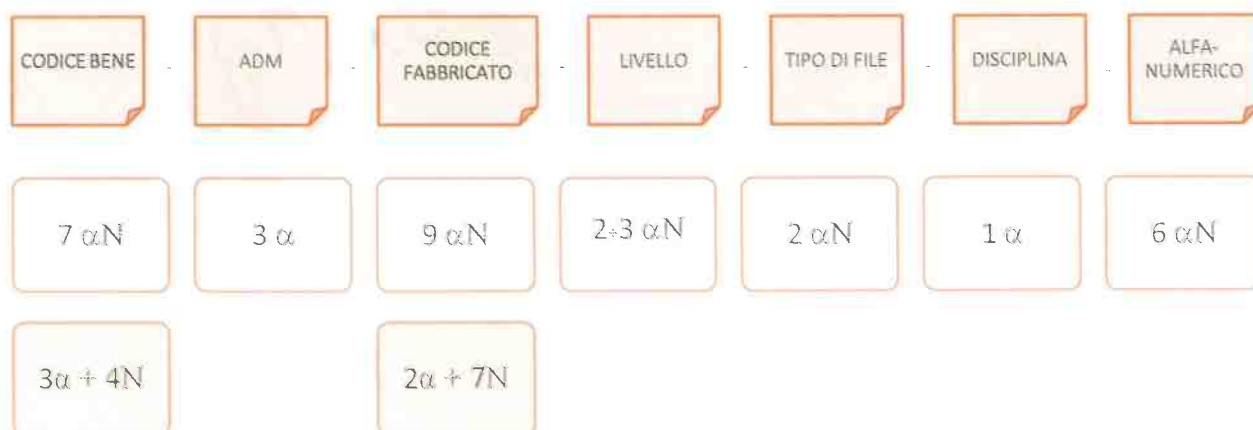 CODICE BENE - ADM - CODICE FABBRICATO - LIVELLO - TIPO DI FILE - DISCIPLINA - ALFA-NUMERICO
7 αN 3 α 9 αN 2÷3 αN 2 αN 1 α 6 αN
3α + 4N 2α + 7N